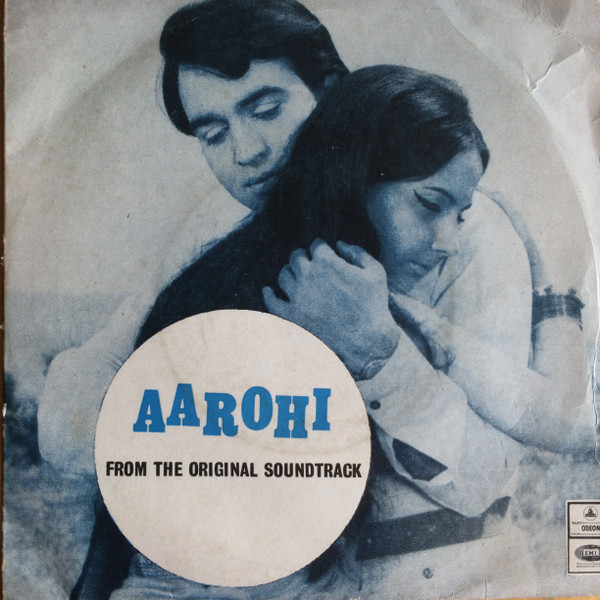 AAROHI
FROM THE ORIGINAL SOUNDTRACK
ODEON
EMI